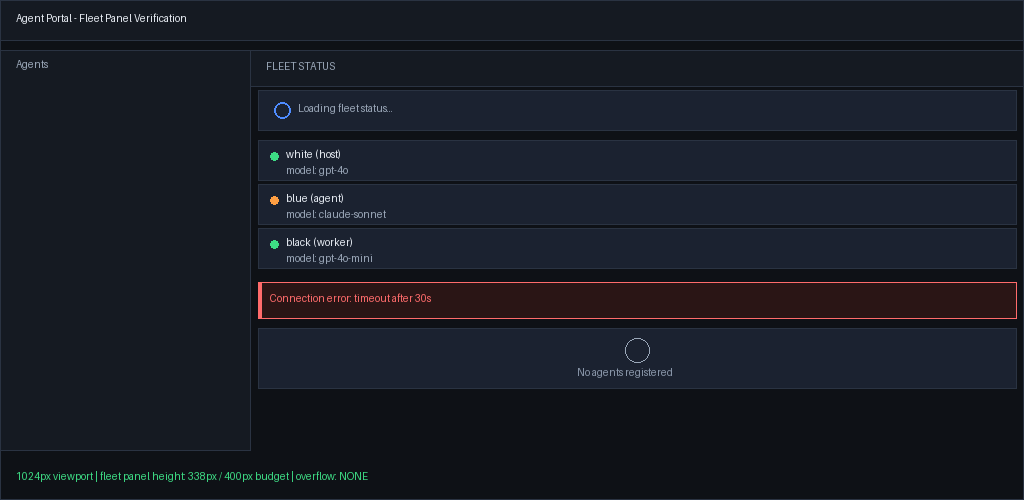 Agent Portal - Fleet Panel Verification
Agents
FLEET STATUS
Loading fleet status...
white (host)
model: gpt-4o
blue (agent)
model: claude-sonnet
black (worker)
model: gpt-4o-mini
Connection error: timeout after 30s
No agents registered
1024px viewport | fleet panel height: 338px / 400px budget | overflow: NONE